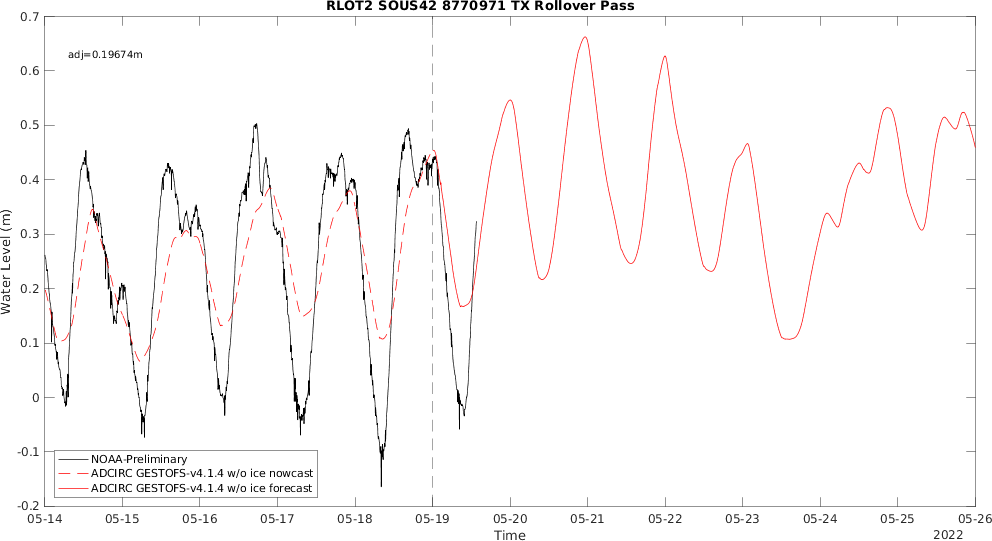 RLOT2 SOUS42 8770971 TX Rollover Pass
0.7
adj=0.19674m
0.6
0.5
0.4
0.3
0.2
0.1
0
-0.1
-0.2
Water Level (m)
NOAA-Preliminary
ADCIRC GESTOFS-v4.1.4 w/o ice nowcast
ADCIRC GESTOFS-v4.1.4 w/o ice forecast
05-14 05-15 05-16 05-17 05-18 05-19 05-20 05-21 05-22 05-23 05-24 05-25 05-26
Time
2022